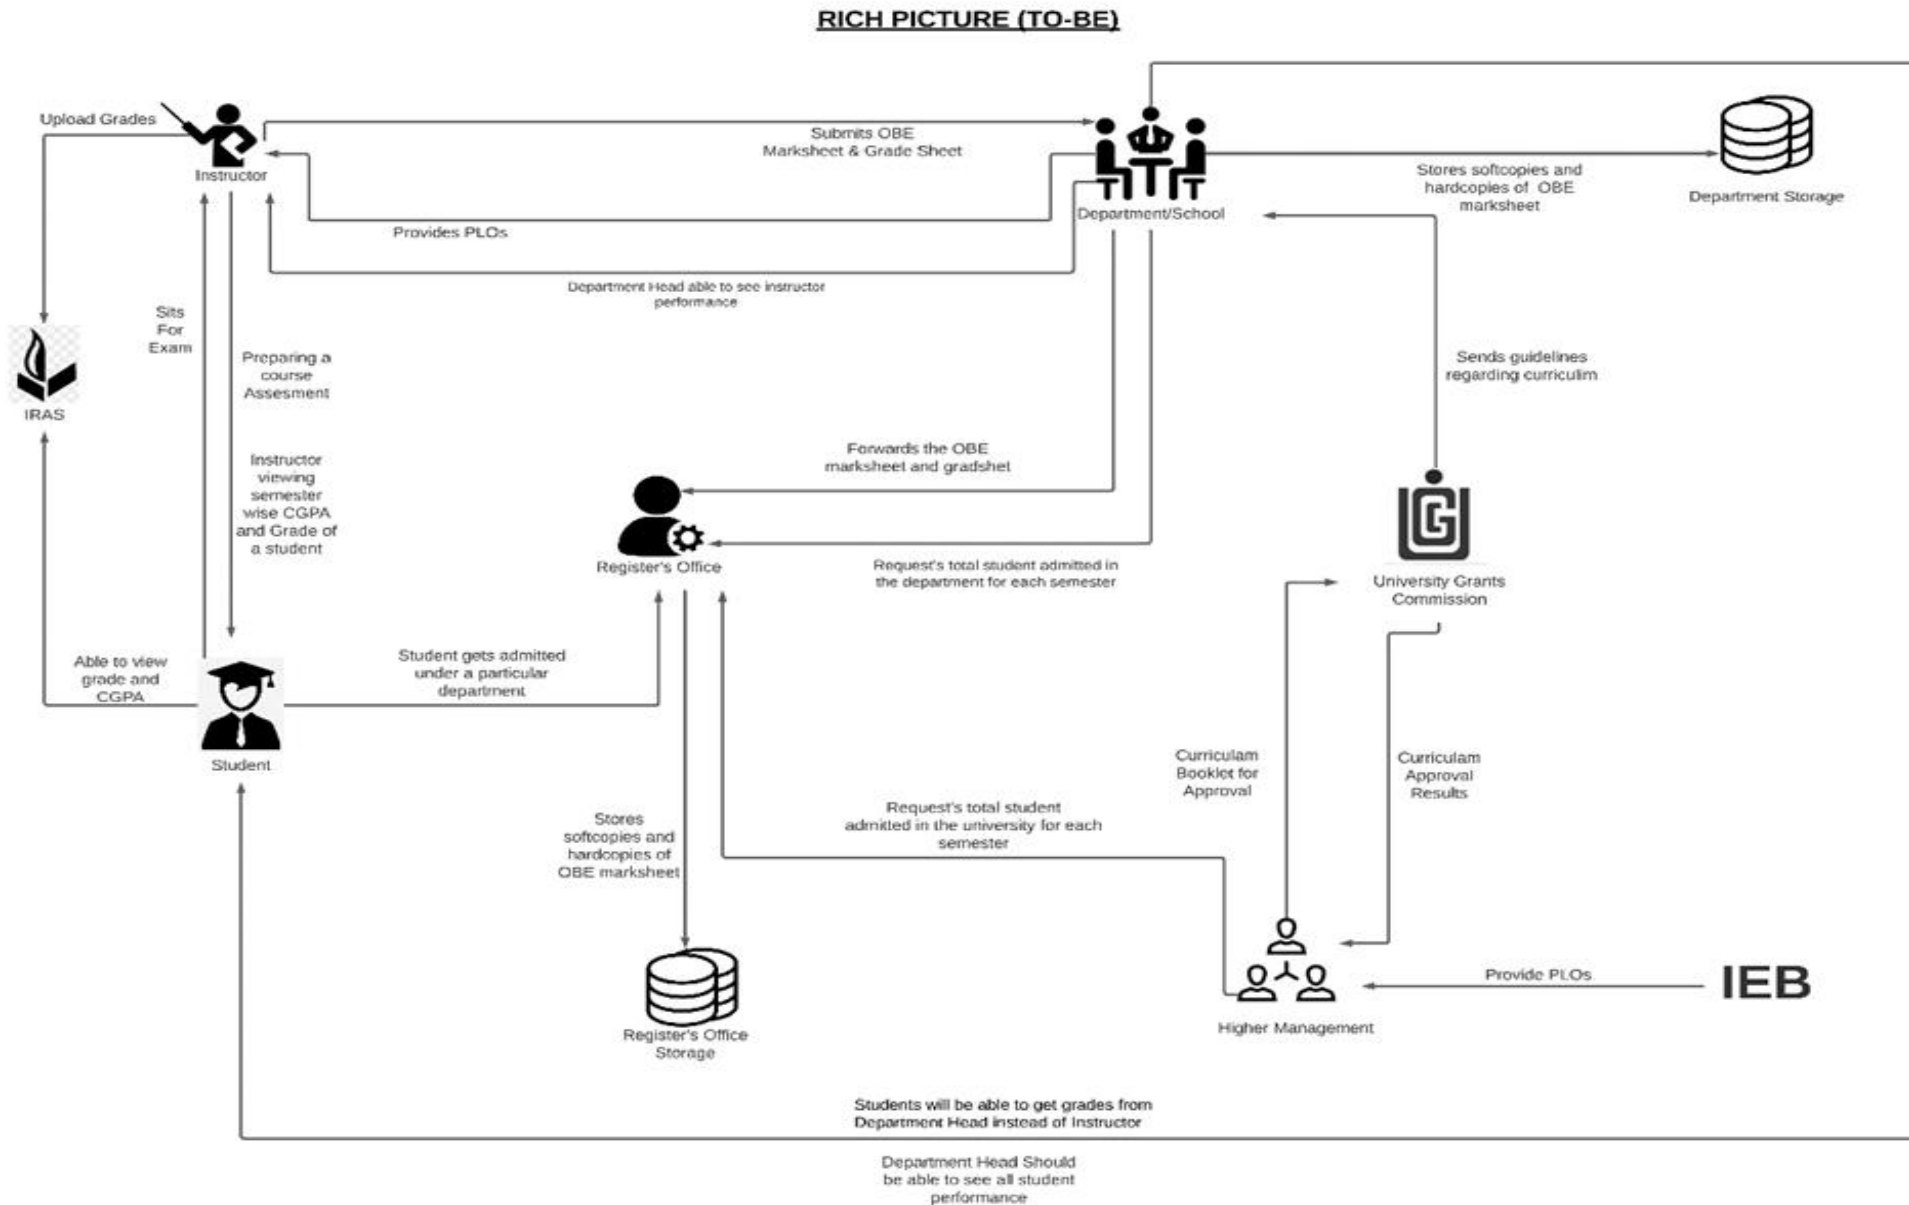 RICH PICTURE (TO-BE)
Upload Grades
Instructor
Submits OBE
Marksheet & Grade Sheet
Department/School
Stores softcopies and
hardcopies of OBE
marksheet
Department Storage
Provides PLOs
Department Head able to see instructor
performance
Sits
For
Exam
Preparing a
course
Assesment
IRAS
Sends guidelines
regarding curriculim
Instructor
viewing
semester
wise CGPA
and Grade of
a student
Forwards the OBE
marksheet and gradshet
Register's Office
Request's total student admitted in
the department for each semester
UGC
University Grants
Commission
Able to view
grade and
CGPA
Student gets admitted
under a particular
department
Student
Curriculam
Booklet for
Approval
Curriculam
Approval
Results
Stores
softcopies and
hardcopies of
OBE marksheet
Request's total student
admitted in the university for each
semester
Provide PLOs
IEB
Higher Management
Register's Office
Storage
Students will be able to get grades from
Department Head instead of Instructor
Department Head Should
be able to see all student
performance